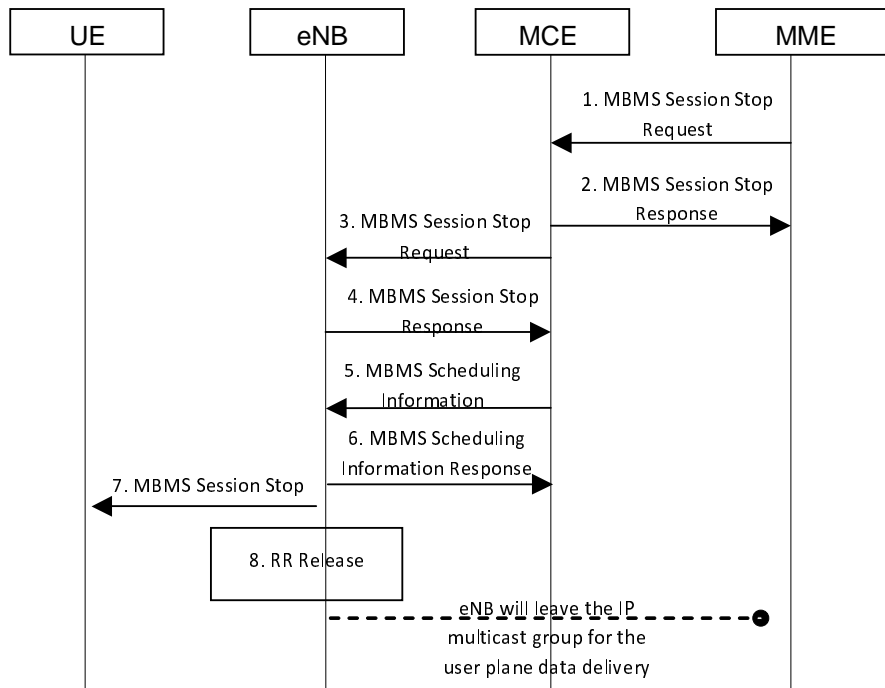 UE
eNB
MCE
MME
1. MBMS Session Stop
Request
2. MBMS Session Stop
Response
3. MBMS Session Stop
Request
4. MBMS Session Stop
Response
5. MBMS Scheduling
Information
6. MBMS Scheduling
Information Response
7. MBMS Session Stop
8. RR Release
eNB will leave the IP
multicast group for the
user plane data delivery